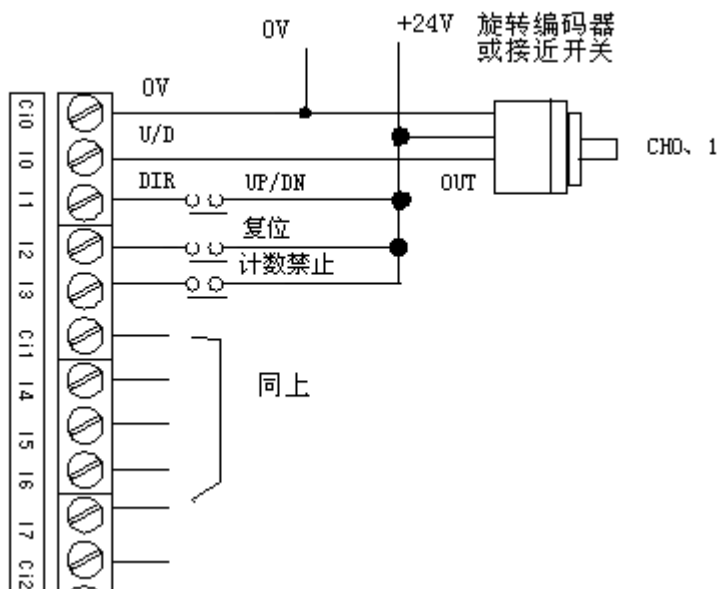 0V
+24V
旋转编码器
或接近开关
0V
U/D
DIR
UP/DN
OUT
CH0、1
复位
计数禁止
同上
Ci0
I0
I1
I2
I3
Ci1
I4
I5
I6
I7
Ci2